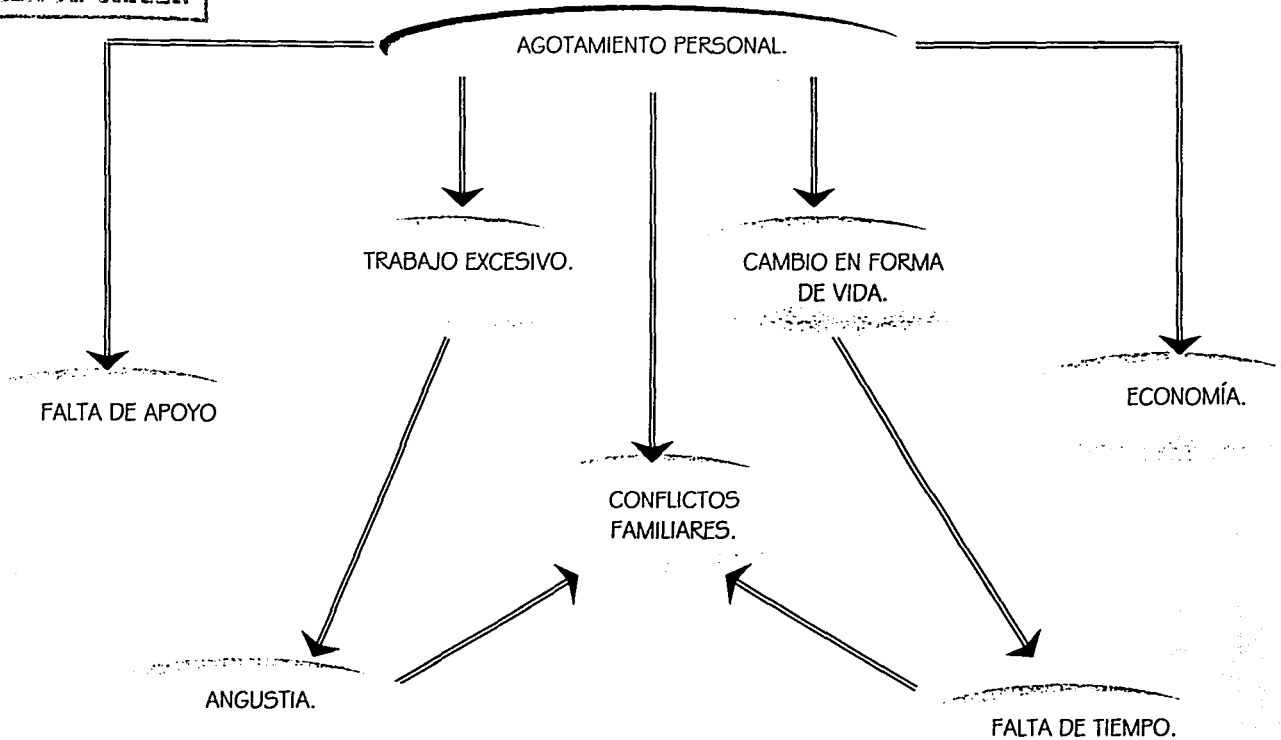 AGOTAMIENTO PERSONAL.
TRABAJO EXCESIVO.
CAMBIO EN FORMA
DE VIDA.
FALTA DE APOYO
ECONOMÍA.
CONFLICTOS
FAMILIARES.
ANGUSTIA.
FALTA DE TIEMPO.